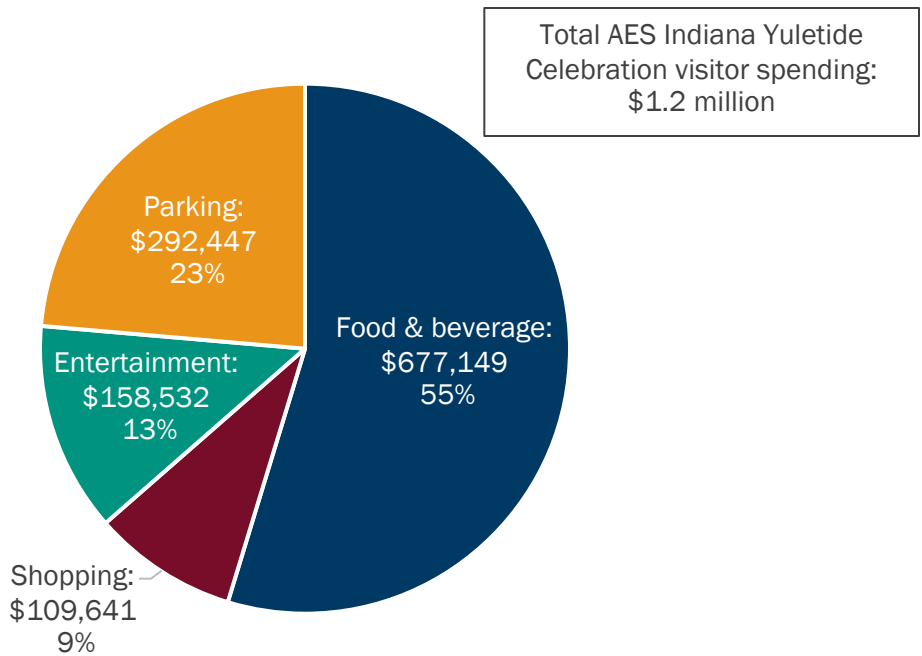 Total AES Indiana Yuletide
Celebration visitor spending:
$1.2 million
Parking:
$292,447
23%
Food & beverage:
$677,149
55%
Entertainment:
$158,532
13%
Shopping:
$109,641
9%